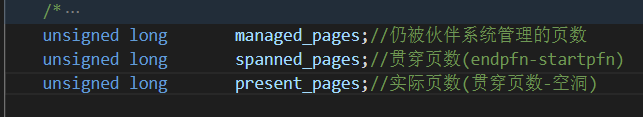 /*…
unsigned long managed_pages;//仍被伙伴系统管理的页数
unsigned long spanned_pages;//贯穿页数(endpfn-startpfn)
unsigned long present_pages;//实际页数(贯穿页数-空洞)